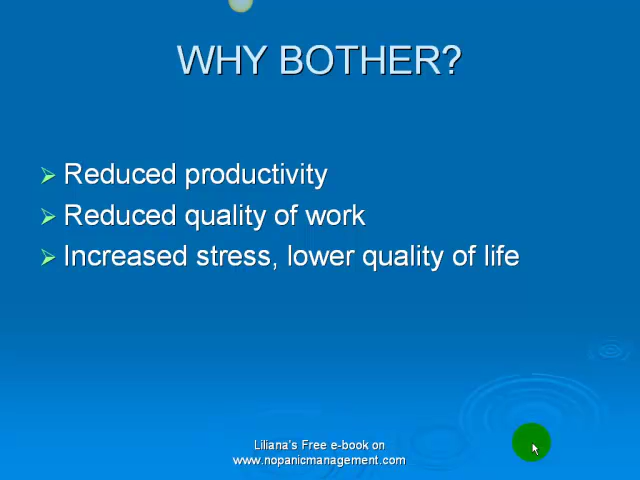 WHY BOTHER?
Reduced productivity
Reduced quality of work
Increased stress, lower quality of life
Liliana's Free e-book on
www.nopanicmanagement.com